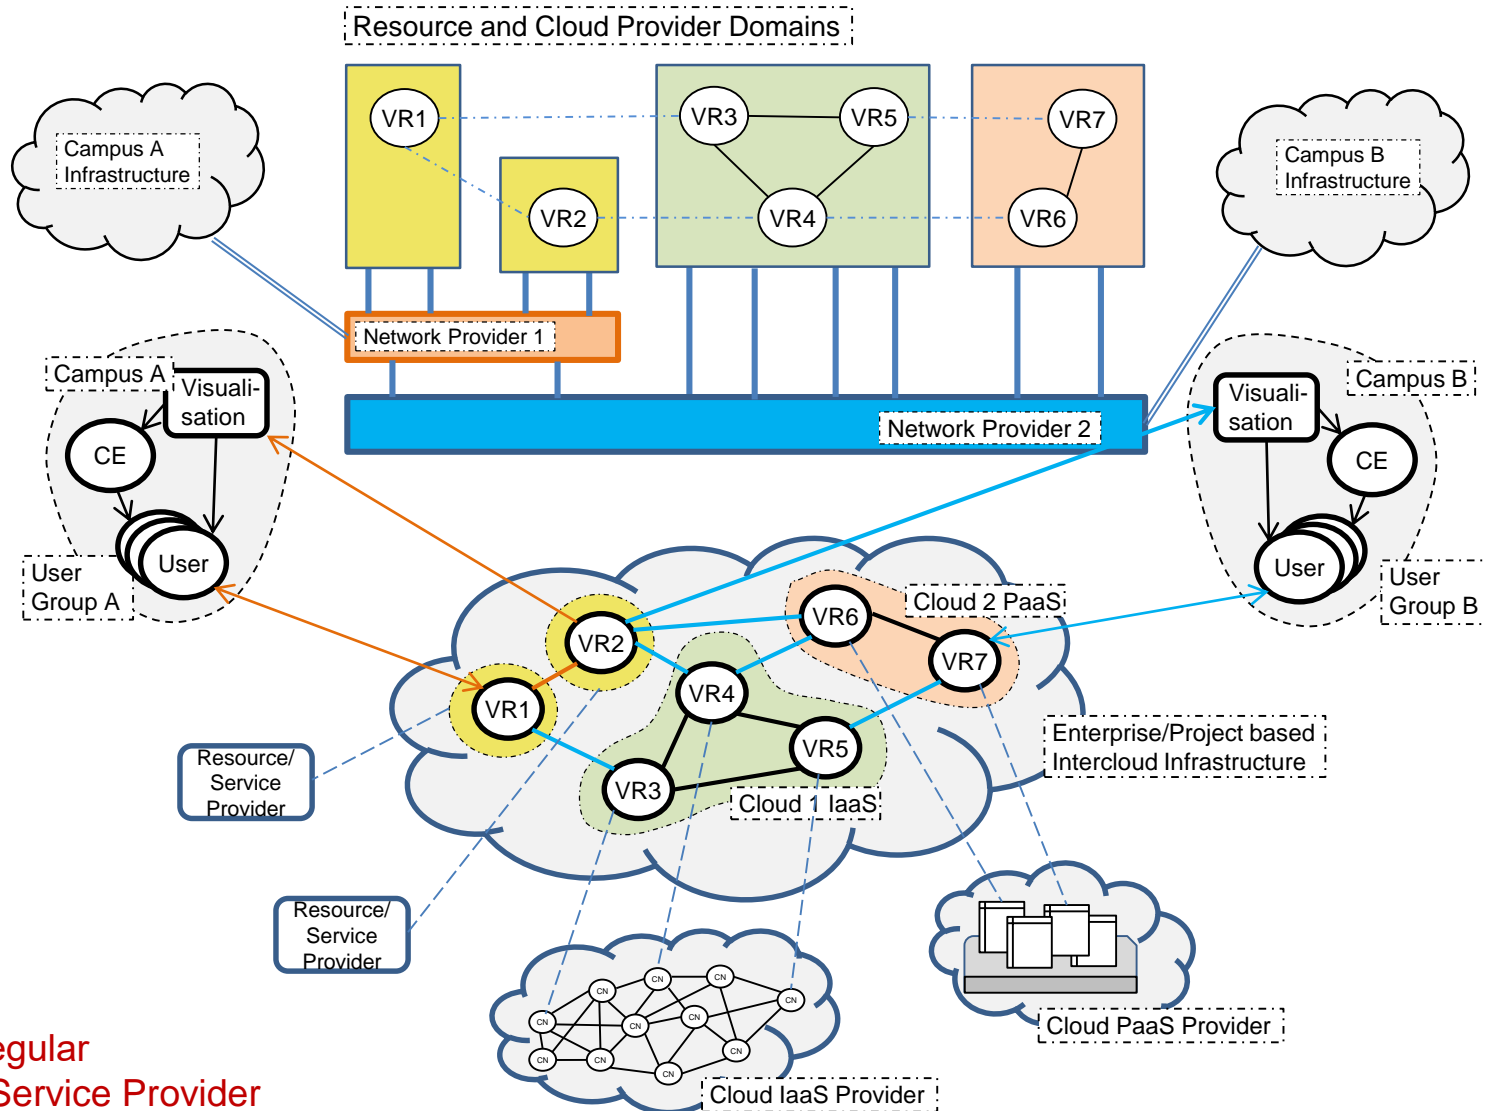 Resource and Cloud Provider Domains
VR1
VR3
VR5
VR7
Campus A
Infrastructure
Campus B
Infrastructure
VR2
VR4
VR6
Network Provider 1
Campus A
Visuali-
sation
Network Provider 2
Visuali-
sation
Campus B
CE
CE
User
User
User
Group A
User
Group B
Cloud 2 PaaS
VR6
VR2
VR7
VR4
VR1
VR5
Enterprise/Project based
Intercloud Infrastructure
Resource/
Service
Provider
VR3
Cloud 1 IaaS
Resource/
Service
Provider
CN
CN
CN
CN
CN
CN
CN
CN
CN
CN
CN
CN
Cloud PaaS Provider
egular
Service Provider
Cloud IaaS Provider